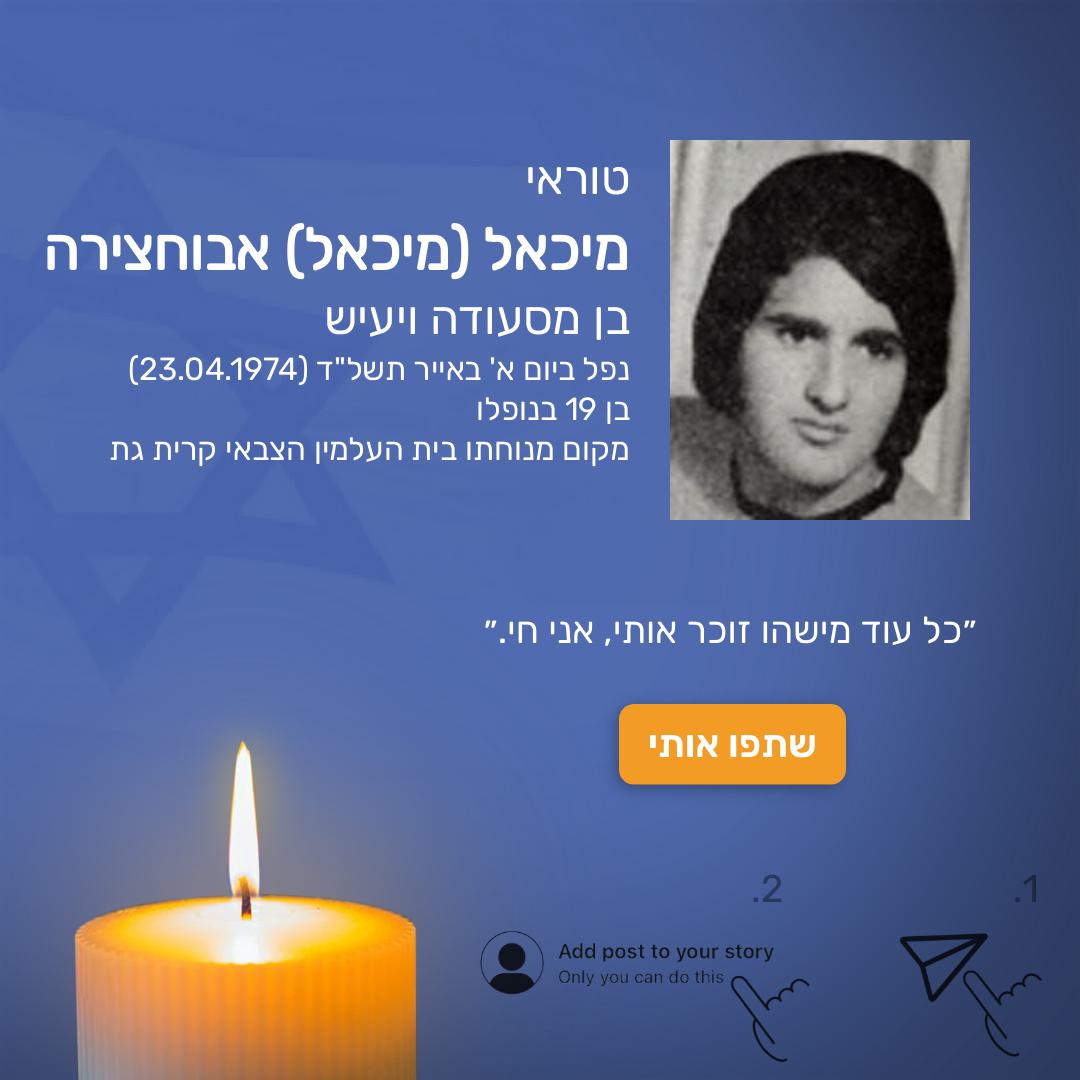 טוראי
מיכאל (מיכאל) אבוחצירה
בן מסעודה ויעיש
נפל ביום א' באייר תשל"ד (23.04.1974)
בן 19 בנופלו
מקום מנוחתו בית העלמין הצבאי קרית גת
״כל עוד מישהו זוכר אותי, אני חי.״
שתפו אותי
1.
2.
Add post to your story
Only you can do this